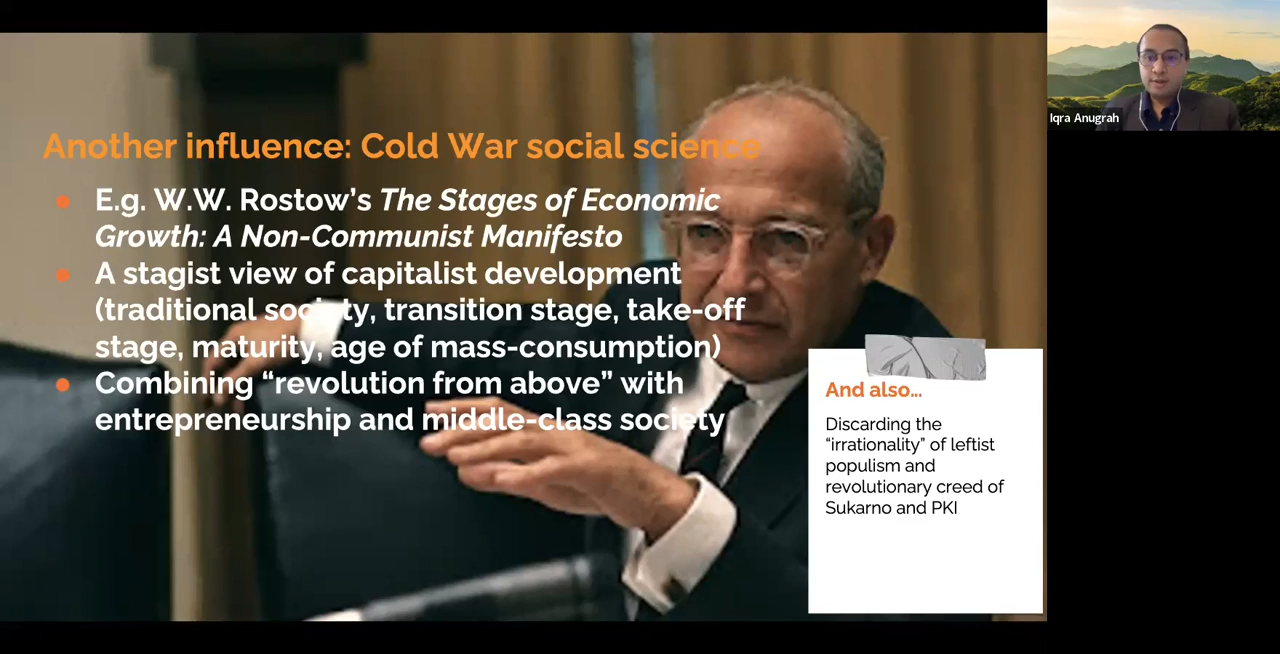 Another influence: Cold War social science
E.g. W.W. Rostow’s The Stages of Economic
Growth: A Non-Communist Manifesto
A stagist view of capitalist development
(traditional society, transition stage, take-off
stage, maturity, age of mass-consumption)
Combining “revolution from above” with
entrepreneurship and middle-class society
And also...
Discarding the
“irrationality” of leftist
populism and
revolutionary creed of
Sukarno and PKI
Iqra Anugrah